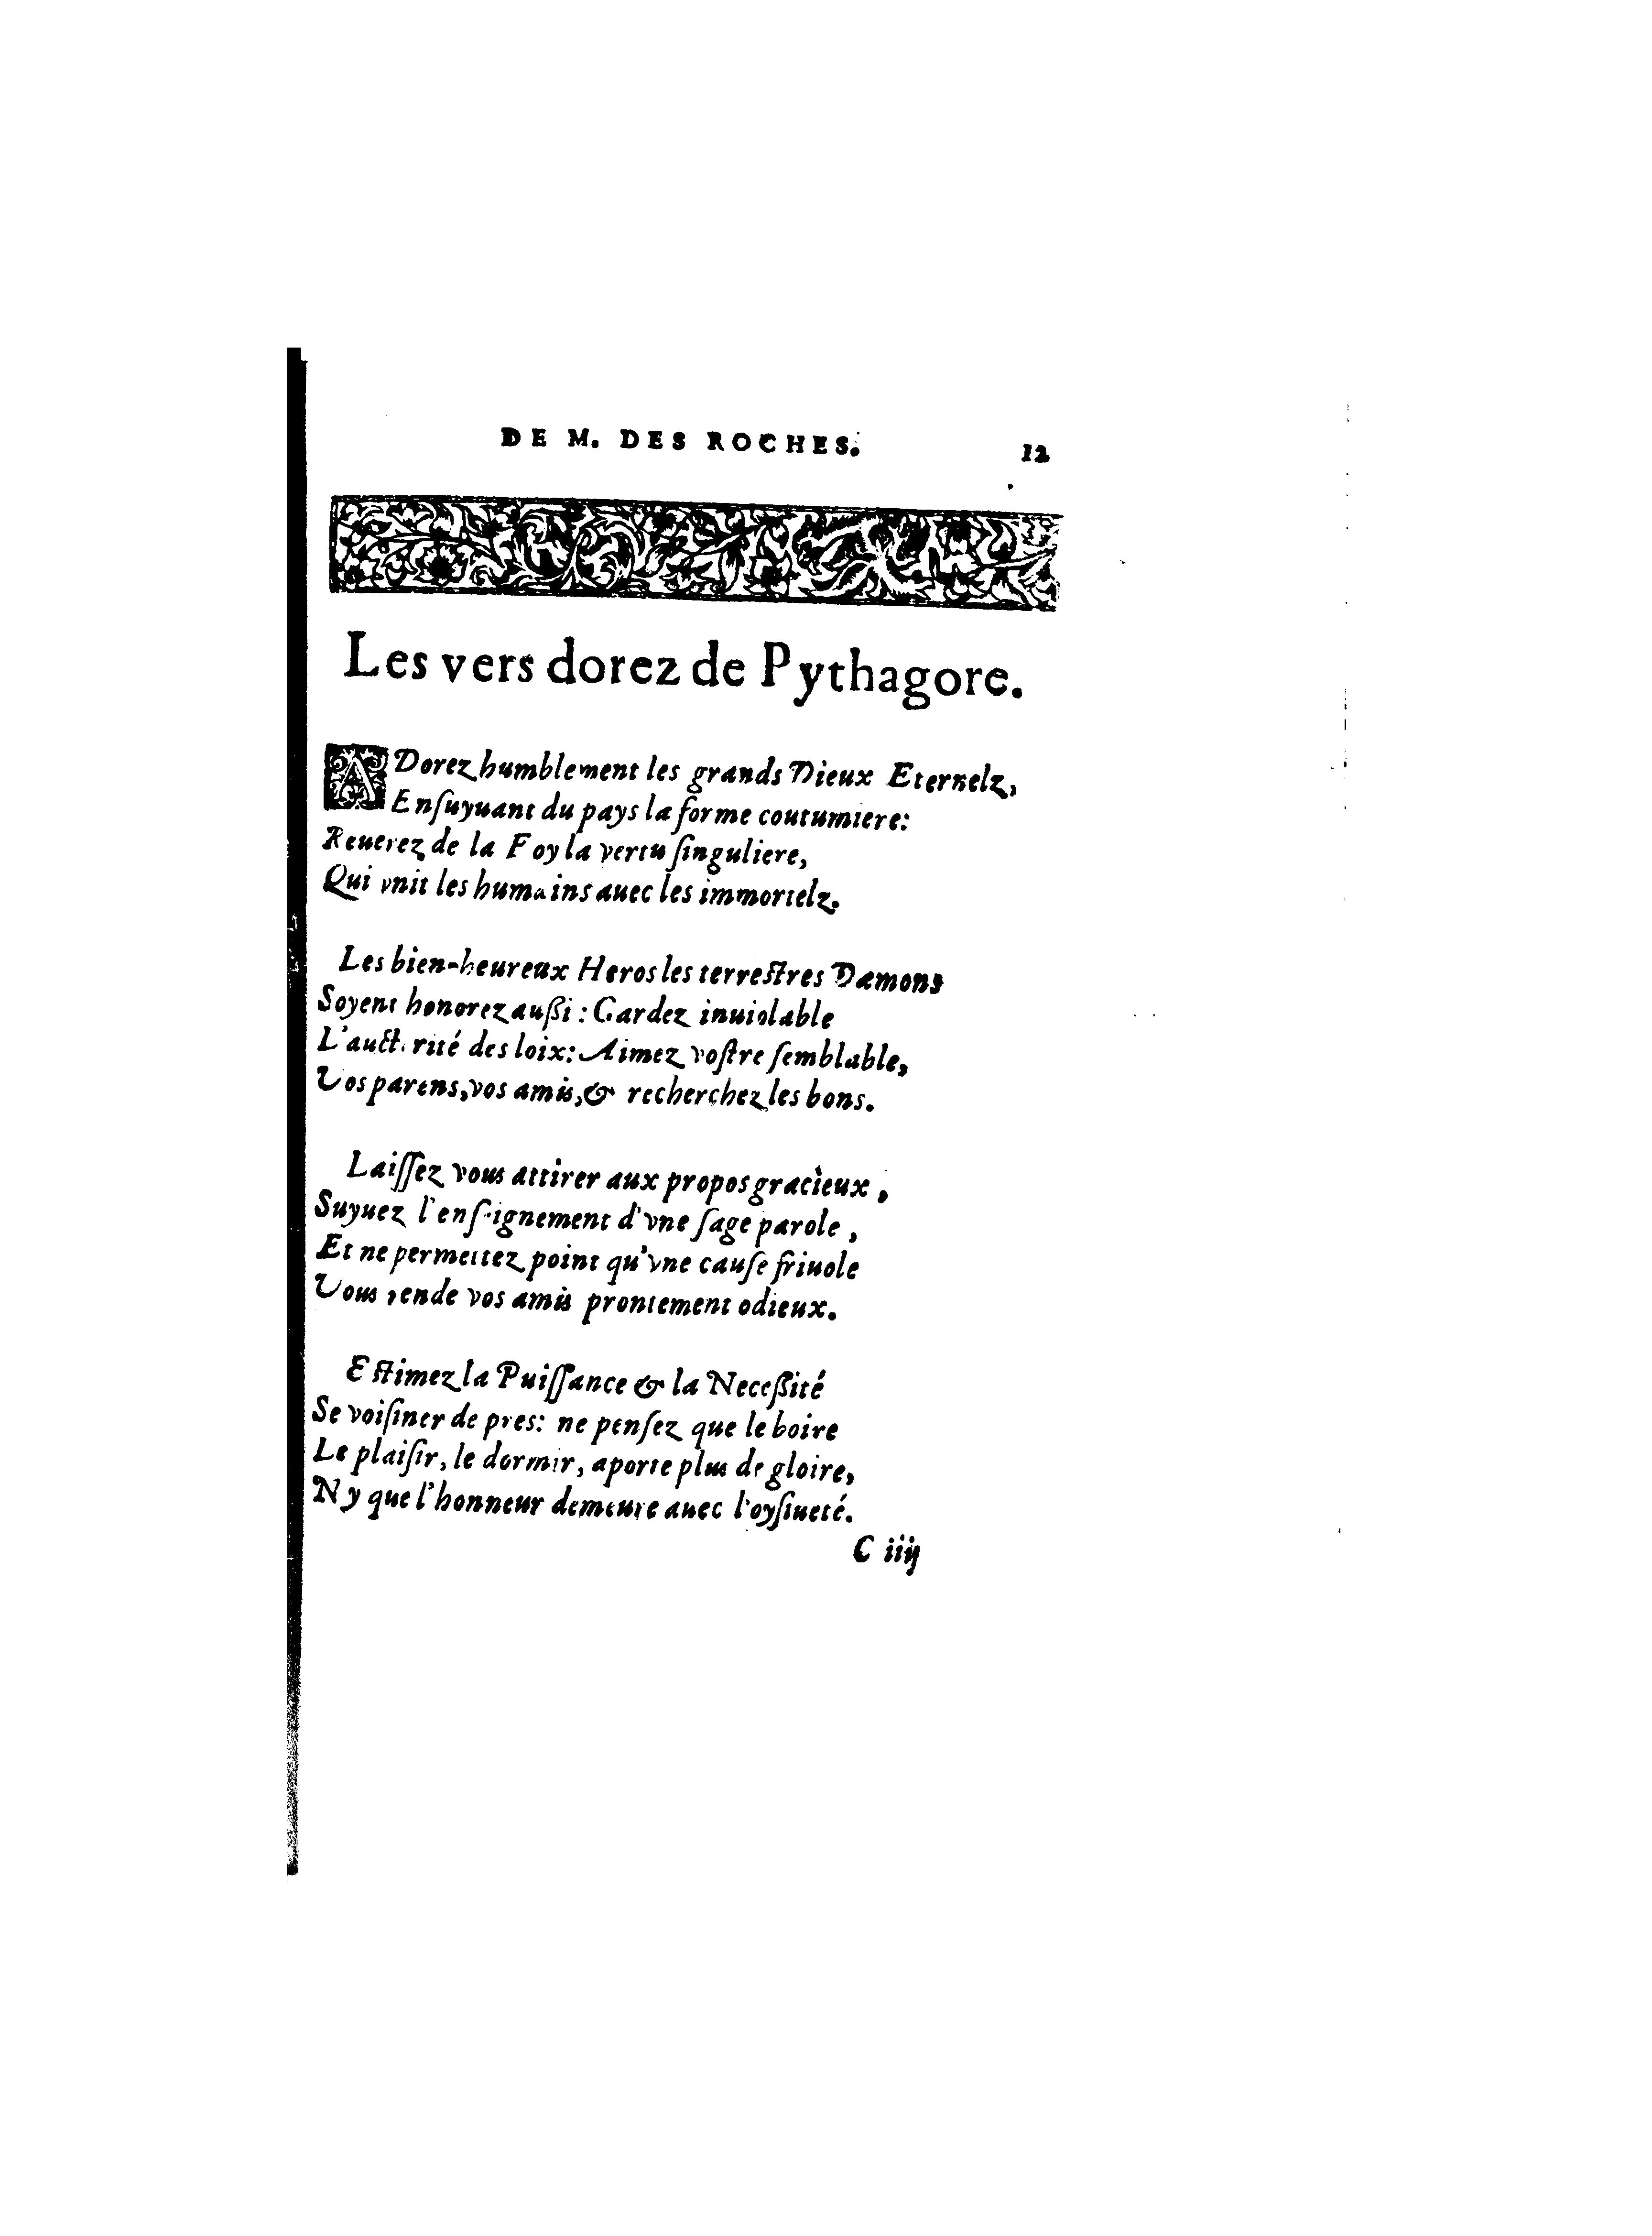 DE M. DES ROCHES. 12
Les vers dorez de Pythagore.
ADorez humblement les grands Dieux Eternelz,
Enſuyuant du pays la forme coutumiere:
Reuerez de la Foy la vertu ſinguliere,
Qui vnit les humains auec les immortelz.
Les bien-heureux Heros les terreſtres Dæmons
Soyent honorez außi : Gardez inuiolable
L'auctorité des loix: Aimez voſtre ſemblable,
Vos parens, vos amis, & recherchez les bons.
Laiſſez vous attirer aux propos gracieux,
Suyuez l'enſeignement d'vne ſage parole,
Et ne permettez point qu'vne cauſe friuole
Vous rende vos amis prontement odieux.
Eſtimez la Puiſſance & la Neceßité
Se voiſiner de pres: ne penſez que le boire
Le plaiſir, le dormir, aporte plus de gloire,
N'y que l'honneur demeure auec l'oyſiueté.
C iiij